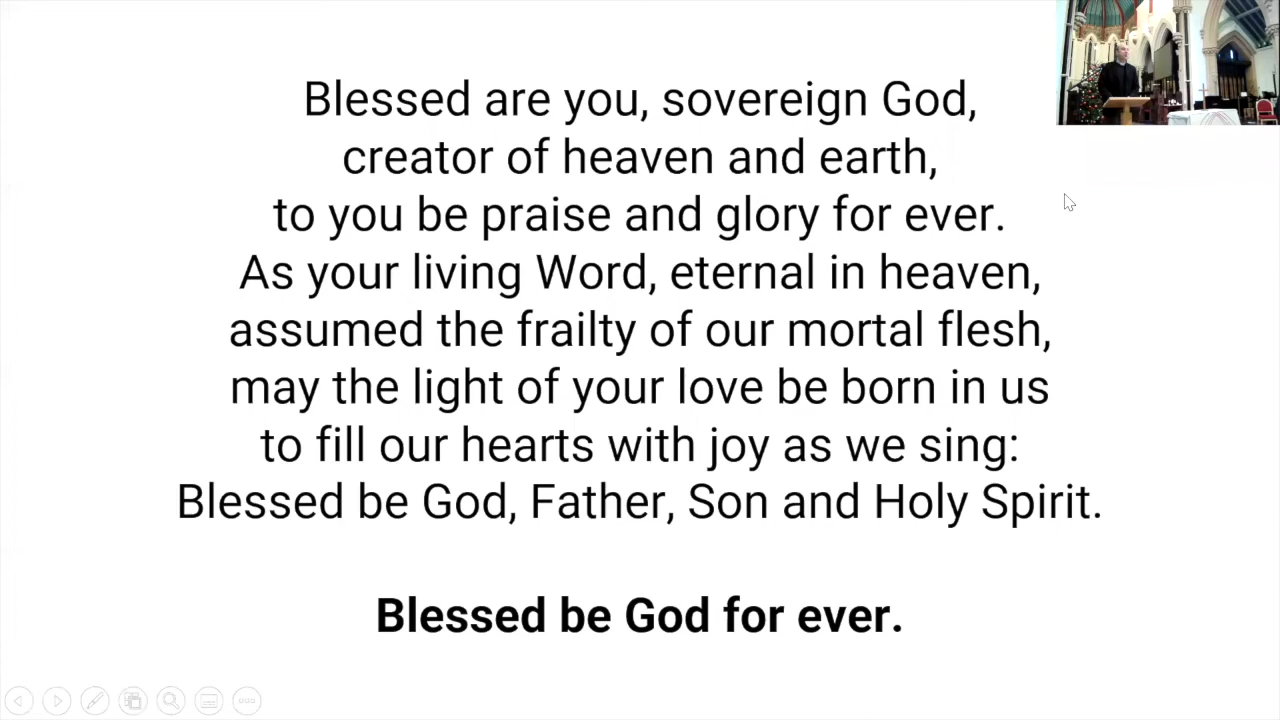 Blessed are you, sovereign God,
creator of heaven and earth,
to you be praise and glory for ever.
As your living Word, eternal in heaven,
assumed the frailty of our mortal flesh,
may the light of your love be born in us
to fill our hearts with joy as we sing:
Blessed be God, Father, Son and Holy Spirit.
Blessed be God for ever.